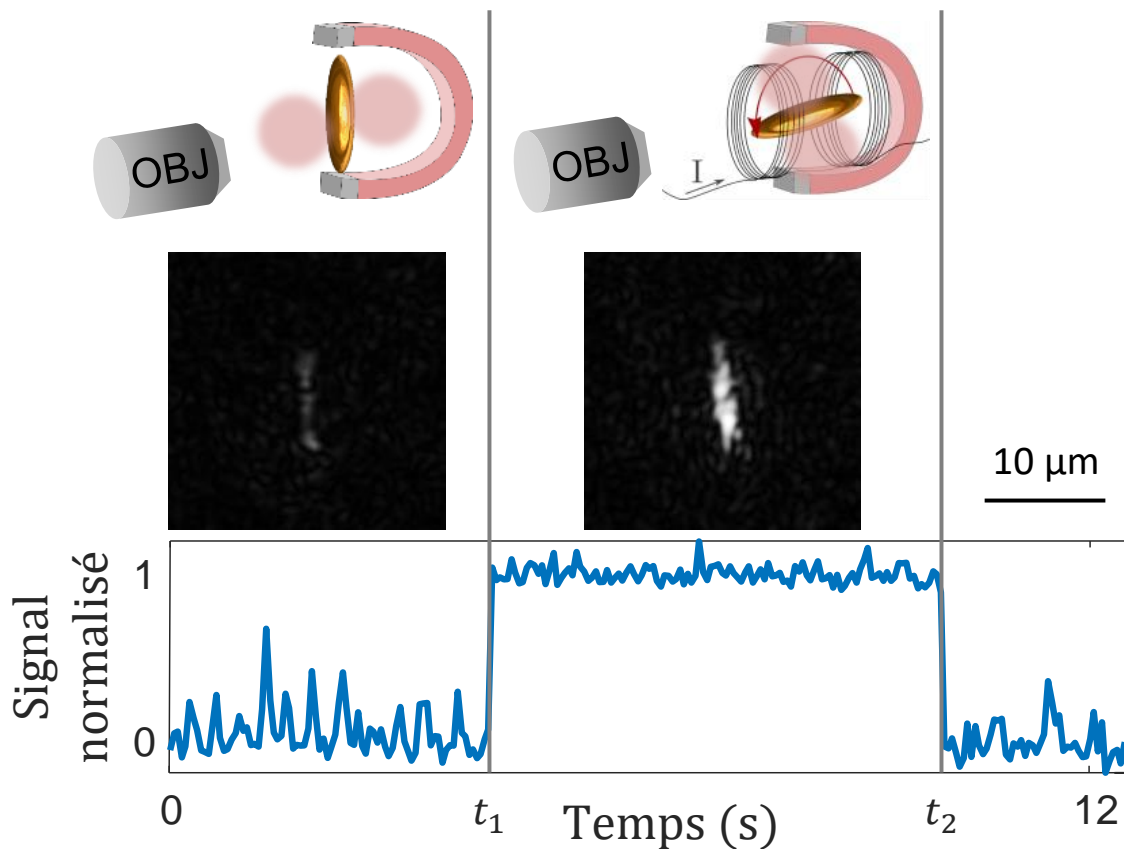 OBJ
OBJ
I
10 µm
Signal
normalisé
1
0
0
t₁
Temps (s)
t₂
12